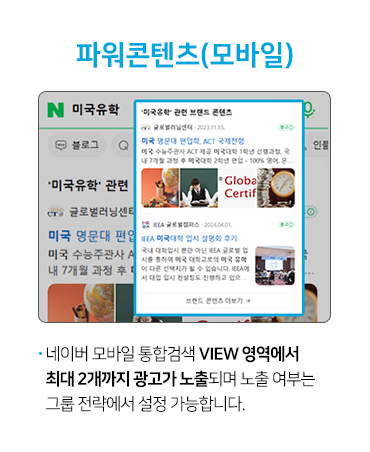 파워콘텐츠(모바일)
N 미국유학
블로그
인플
'미국유학' 관련
글로벌러닝센터
미국 명문대 편입
미국 수능주관사 ACT
내 7개월 과정 후
'미국유학' 관련 브랜드 콘텐츠
글로벌러닝센터 · 2023.11.15.
광고
미국 명문대 편입학, ACT 국제전형
미국 수능주관사 ACT 제공 미국대학 1학년 선행과정, 국
내 7개월 과정 후 미국대학 2학년 편입 - 100% 영어, 온...
Globa
Certif
IEEA 글로벌캠퍼스 · 2024.04.01.
광고
IEEA 미국대학 입시 설명회 후기
국내 대학입시 뿐만 아닌 IEEA 글로벌 입
시를 통하여 미국 대학교로의 미국 유학
이 다른 선택지가 될 수 있습니다. IEEA에
서 대입 입시 컨설팅도 진행하고 있으...
브랜드 콘텐츠 더보기 →
· 네이버 모바일 통합검색 VIEW 영역에서
최대 2개까지 광고가 노출되며 노출 여부는
그룹 전략에서 설정 가능합니다.